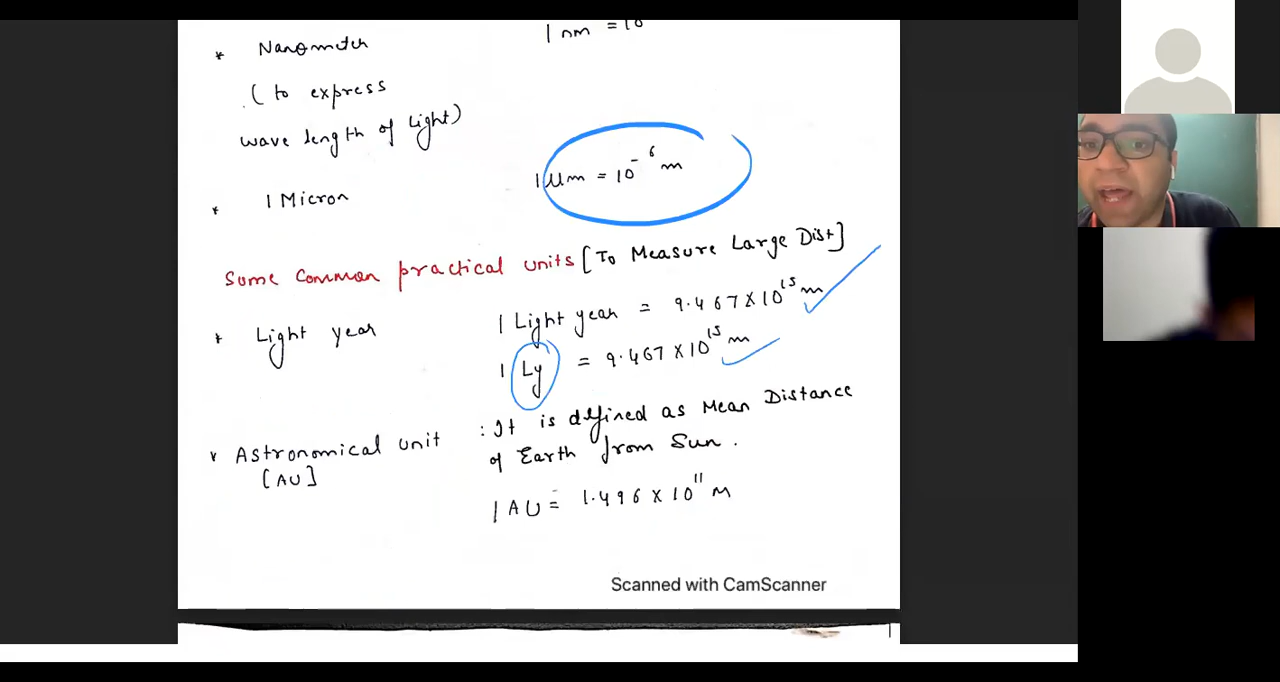 * Nanometer
1 nm = 10
( to express
wave length of light)
* 1 Micron
1 μm = 10⁻⁶ m
Some Common practical units [To Measure Large Dist]
* Light year
1 Light year = 9.467 x 10¹⁵ m
1 Ly = 9.467 x 10¹⁵ m
* Astronomical unit
[AU]
: It is defined as Mean Distance
of Earth from Sun.
1 AU = 1.496 x 10¹¹ m
Scanned with CamScanner